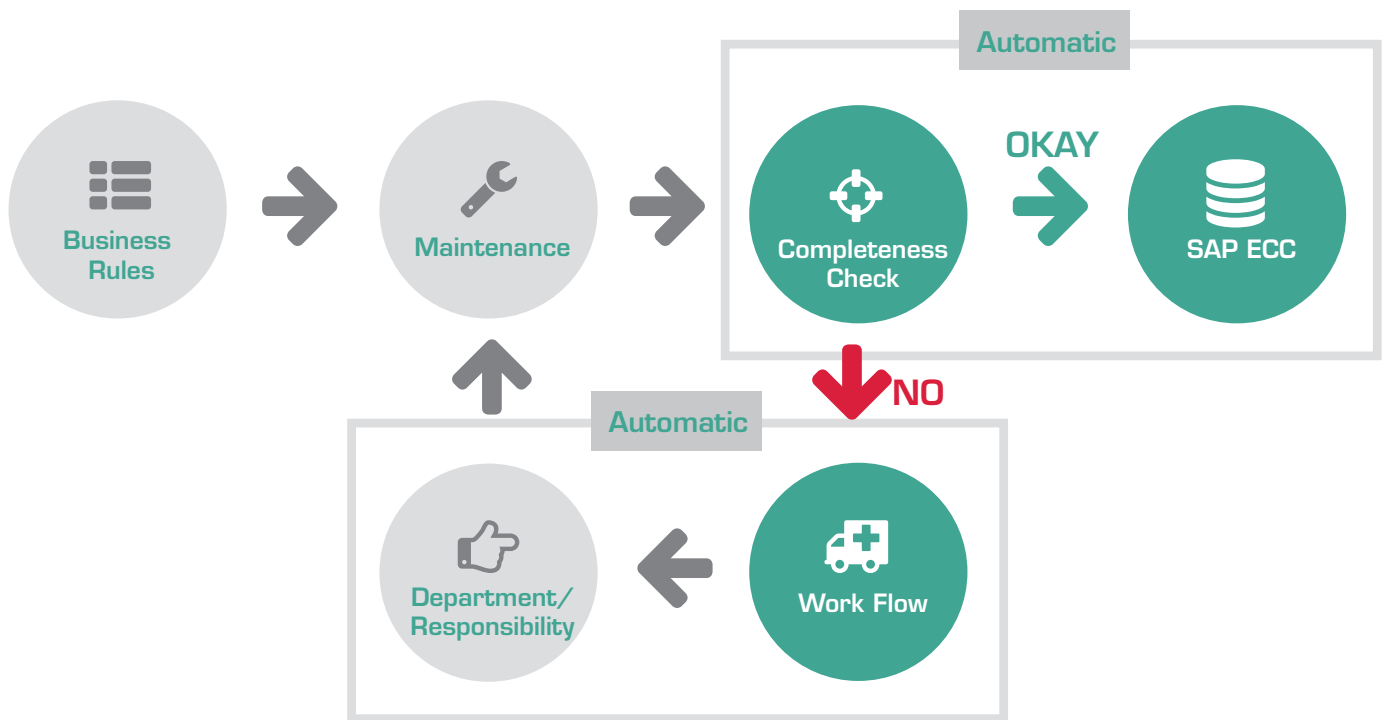 Automatic
OKAY
Business
Rules
Maintenance
Completeness
Check
SAP ECC
NO
Automatic
Department/
Responsibility
Work Flow